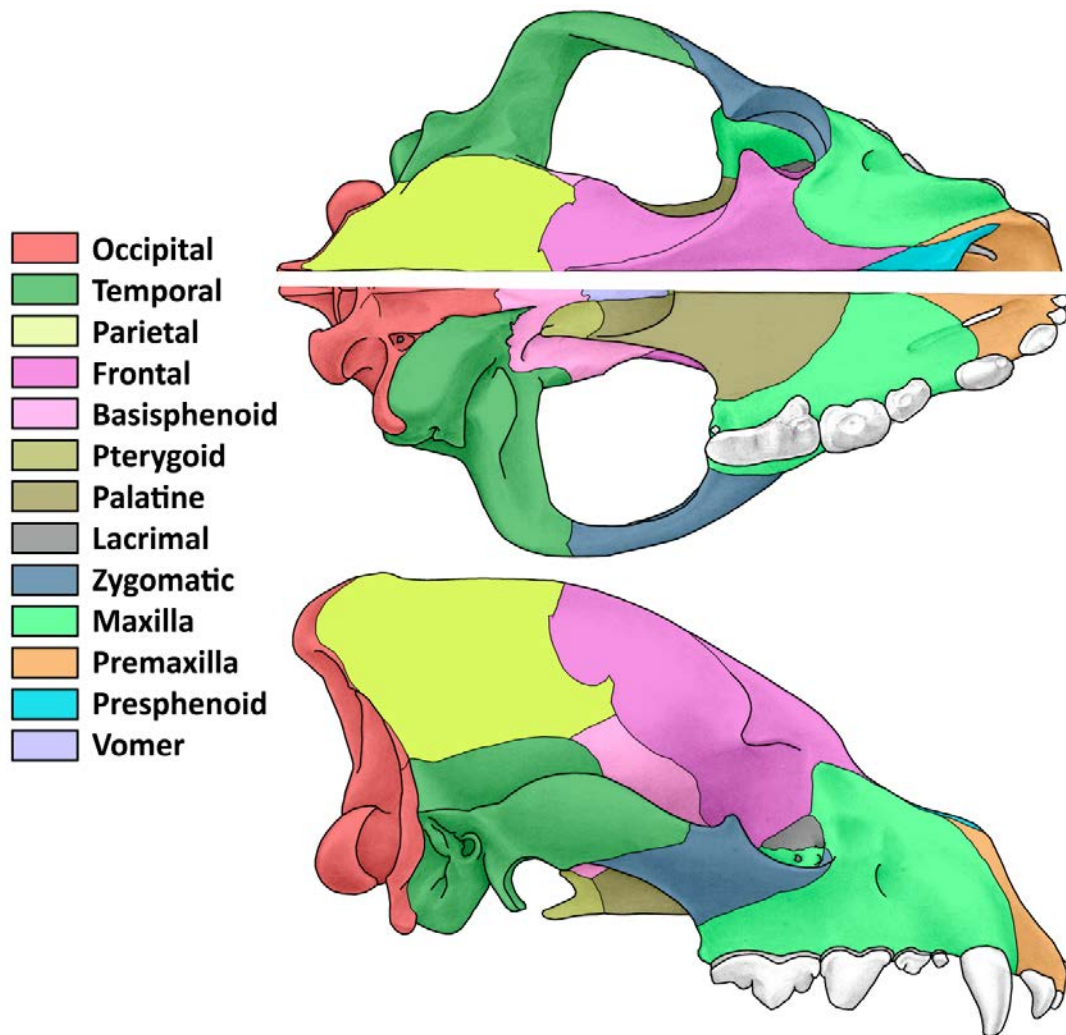 Occipital
Temporal
Parietal
Frontal
Basisphenoid
Pterygoid
Palatine
Lacrimal
Zygomatic
Maxilla
Premaxilla
Presphenoid
Vomer